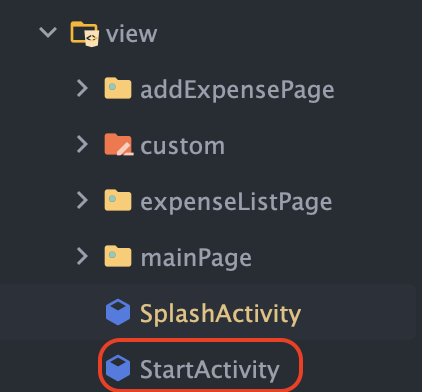 view
addExpensePage
custom
expenseListPage
mainPage
SplashActivity
StartActivity